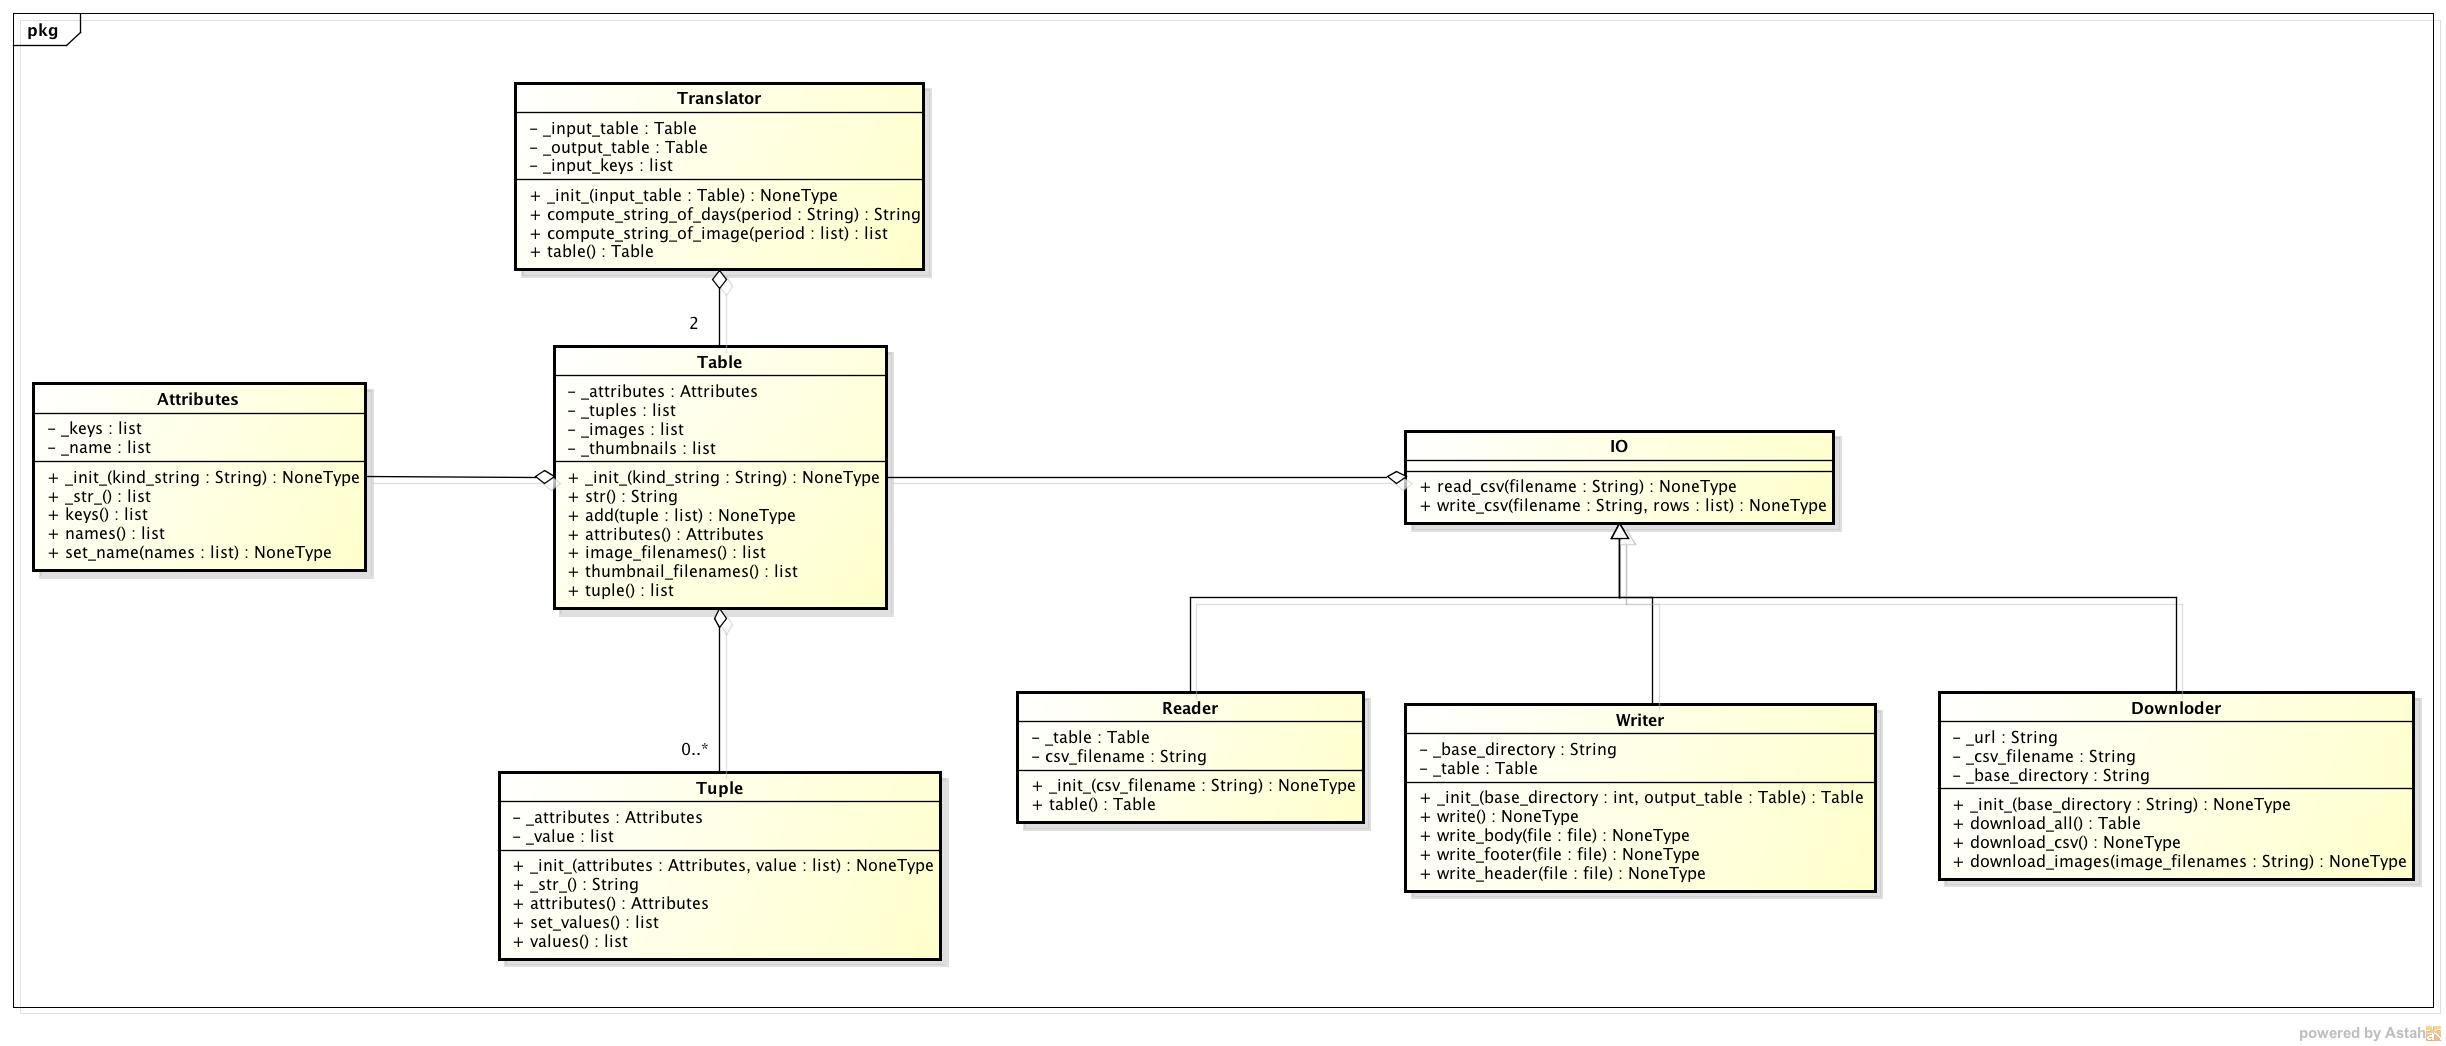 pkg
Translator
– _input_table : Table
– _output_table : Table
– _input_keys : list
+ _init_(input_table : Table) : NoneType
+ compute_string_of_days(period : String) : String
+ compute_string_of_image(period : list) : list
+ table() : Table
2
Table
– _attributes : Attributes
– _tuples : list
– _images : list
– _thumbnails : list
+ _init_(kind_string : String) : NoneType
+ str() : String
+ add(tuple : list) : NoneType
+ attributes() : Attributes
+ image_filenames() : list
+ thumbnail_filenames() : list
+ tuple() : list
Attributes
– _keys : list
– _name : list
+ _init_(kind_string : String) : NoneType
+ _str_() : list
+ keys() : list
+ names() : list
+ set_name(names : list) : NoneType
IO
+ read_csv(filename : String) : NoneType
+ write_csv(filename : String, rows : list) : NoneType
0..*
Tuple
– _attributes : Attributes
– _value : list
+ _init_(attributes : Attributes, value : list) : NoneType
+ _str_() : String
+ attributes() : Attributes
+ set_values() : list
+ values() : list
Reader
– _table : Table
– csv_filename : String
+ _init_(csv_filename : String) : NoneType
+ table() : Table
Writer
– _base_directory : String
– _table : Table
+ _init_(base_directory : int, output_table : Table) : Table
+ write() : NoneType
+ write_body(file : file) : NoneType
+ write_footer(file : file) : NoneType
+ write_header(file : file) : NoneType
Downloder
– _url : String
– _csv_filename : String
– _base_directory : String
+ _init_(base_directory : String) : NoneType
+ download_all() : Table
+ download_csv() : NoneType
+ download_images(image_filenames : String) : NoneType
powered by Astah